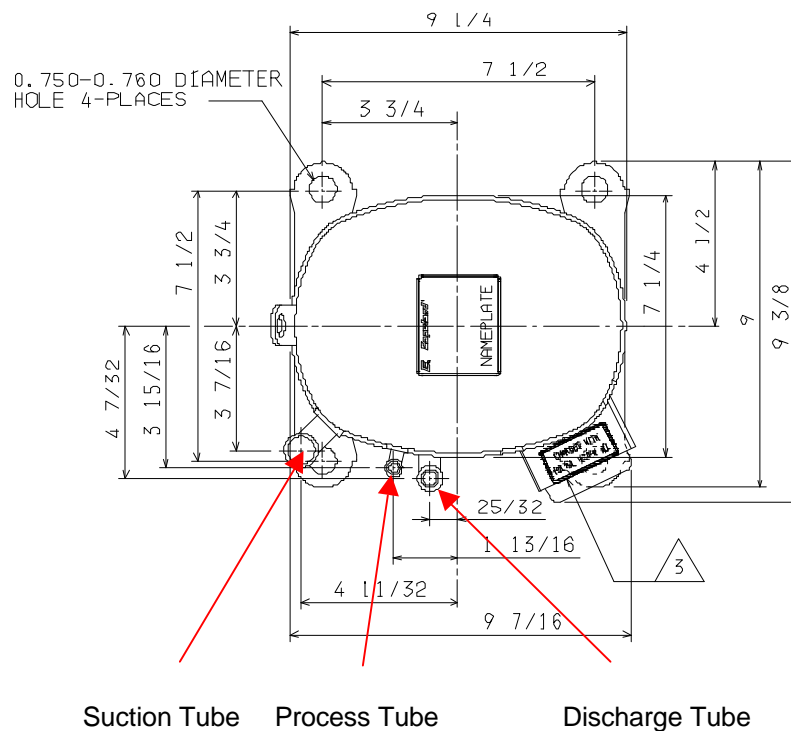 9 1/4
7 1/2
0.750-0.760 DIAMETER
HOLE 4-PLACES
3 3/4
7 1/2
3 3/4
7 1/4
4 1/2
9
9 3/8
NAMEPLATE
4 7/32
3 15/16
3 7/16
25/32
1 13/16
3
4 11/32
9 7/16
Suction Tube
Process Tube
Discharge Tube